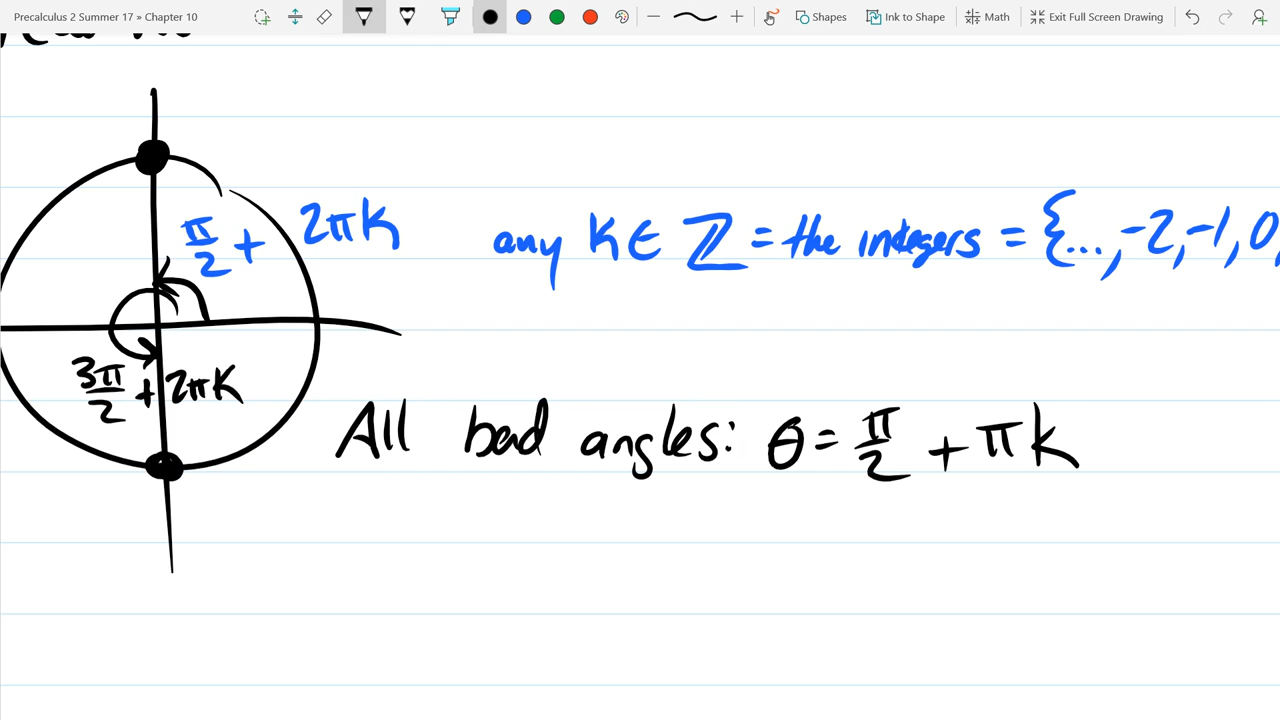 Precalculus 2 Summer 17 » Chapter 10
Shapes
Ink to Shape
Math
Exit Full Screen Drawing
π/2 + 2πK
any K ∈ ℤ = the integers = {..., -2, -1, 0,
3π/2 + 2πK
All bad angles: θ = π/2 + πk